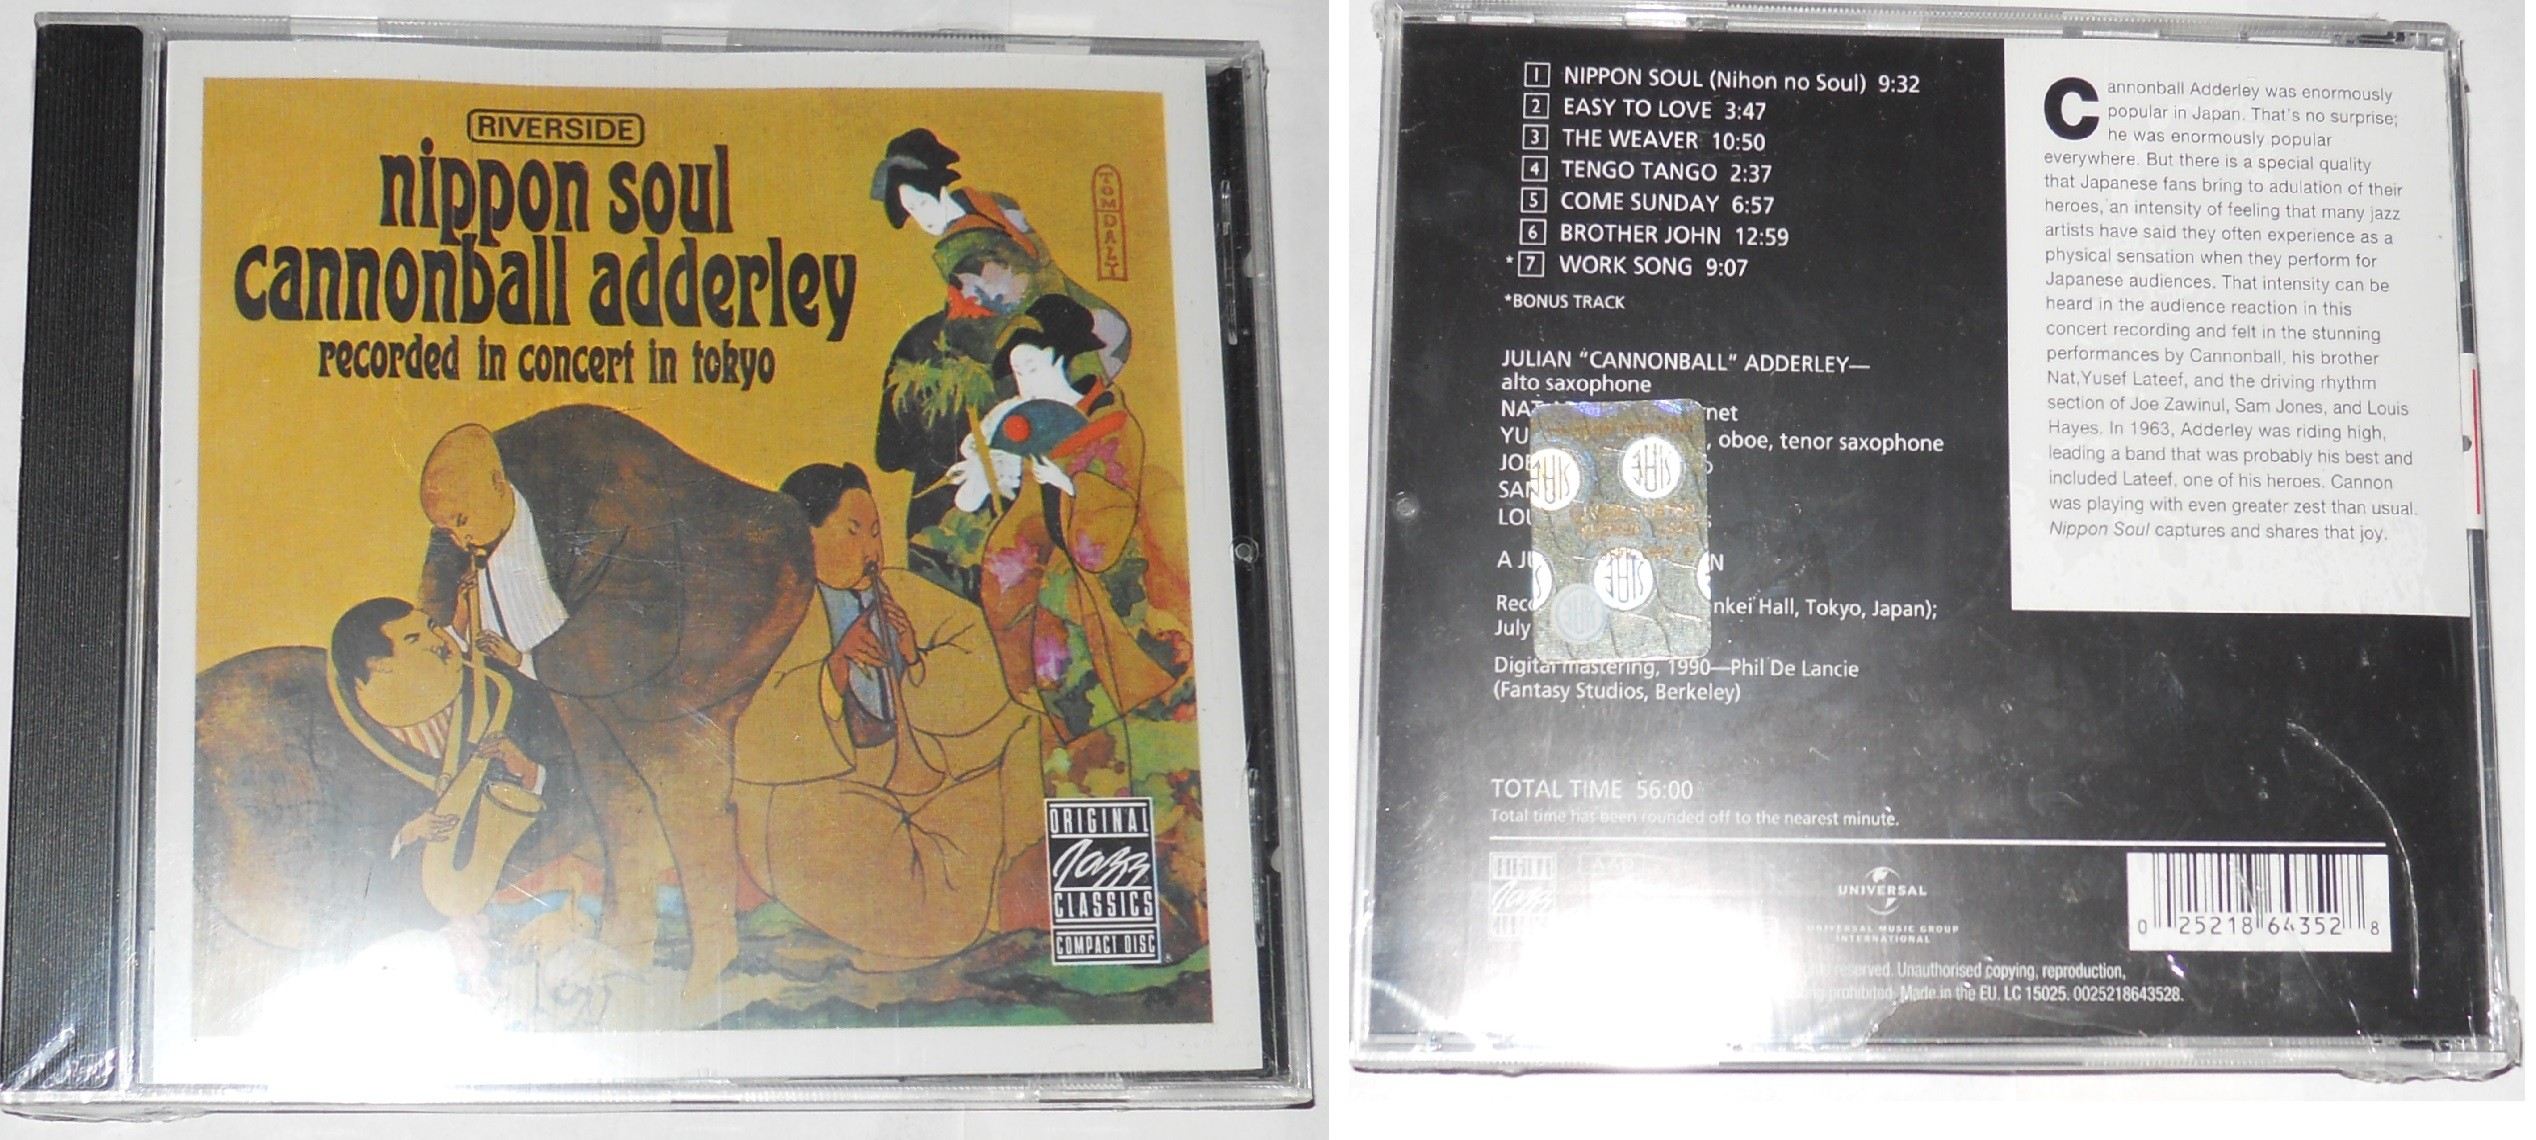 RIVERSIDE
nippon soul
cannonball adderley
recorded in concert in tokyo
TOM DALY
ORIGINAL
Jazz
CLASSICS
COMPACT DISC
1 NIPPON SOUL (Nihon no Soul) 9:32
2 EASY TO LOVE 3:47
3 THE WEAVER 10:50
4 TENGO TANGO 2:37
5 COME SUNDAY 6:57
6 BROTHER JOHN 12:59
*7 WORK SONG 9:07
*BONUS TRACK
JULIAN "CANNONBALL" ADDERLEY—
alto saxophone
, oboe, tenor saxophone
SIAE
SIAE
SIAE
nkei Hall, Tokyo, Japan);
July
Digital mastering, 1990—Phil De Lancie
(Fantasy Studios, Berkeley)
TOTAL TIME 56:00
Total time has been rounded off to the nearest minute.
Cannonball Adderley was enormously
popular in Japan. That's no surprise;
he was enormously popular
everywhere. But there is a special quality
that Japanese fans bring to adulation of their
heroes, an intensity of feeling that many jazz
artists have said they often experience as a
physical sensation when they perform for
Japanese audiences. That intensity can be
heard in the audience reaction in this
concert recording and felt in the stunning
performances by Cannonball, his brother
Nat, Yusef Lateef, and the driving rhythm
section of Joe Zawinul, Sam Jones, and Louis
Hayes. In 1963, Adderley was riding high,
leading a band that was probably his best and
included Lateef, one of his heroes. Cannon
was playing with even greater zest than usual.
Nippon Soul captures and shares that joy.
ORIGINAL
Jazz
UNIVERSAL
UNIVERSAL MUSIC GROUP
INTERNATIONAL
0 25218 64352 8
reserved. Unauthorised copying, reproduction,
prohibited. Made in the EU. LC 15025. 0025218643528.